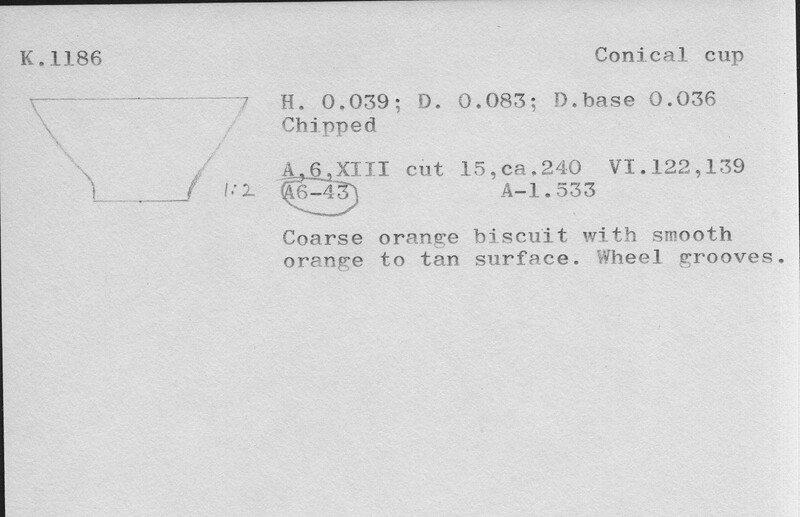 K.1186
Conical cup
H. 0.039; D. 0.083; D.base 0.036
Chipped
A,6,XIII cut 15,ca.240 VI.122,139
A6-43 A-1.533
1:2
Coarse orange biscuit with smooth
orange to tan surface. Wheel grooves.